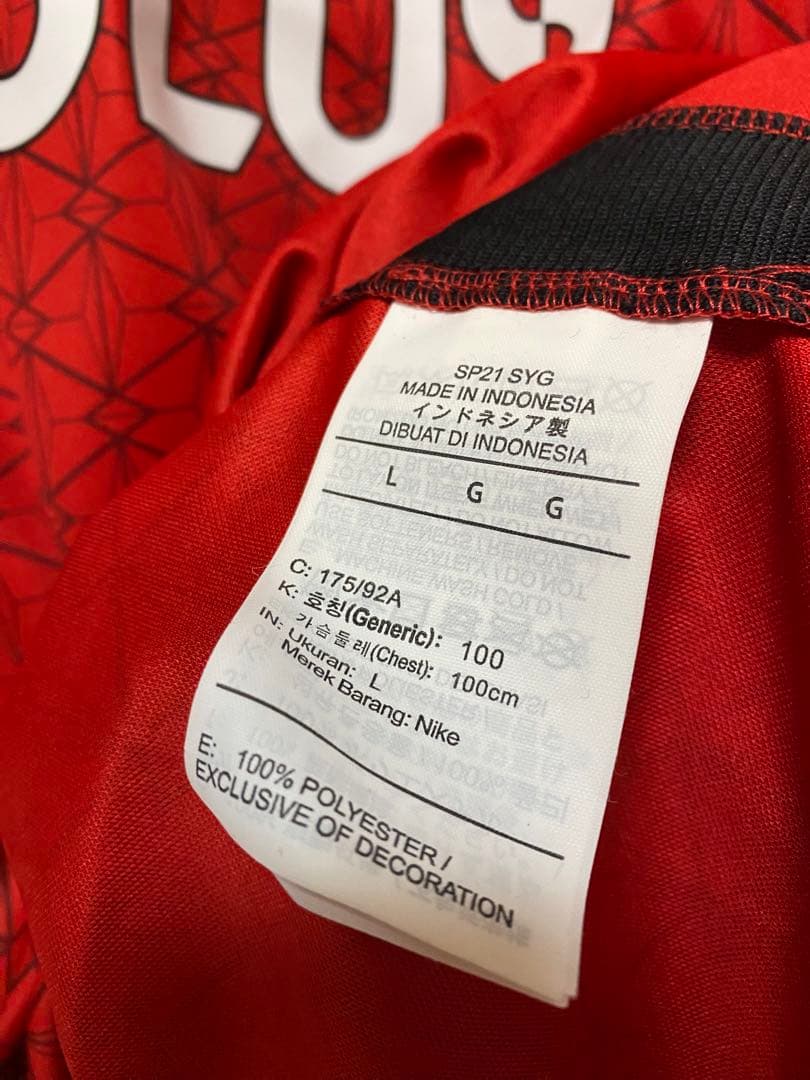 SP21 SYG
MADE IN INDONESIA
インドネシア製
DIBUAT DI INDONESIA
L G G
C: 175/92A
K: 호칭(Generic): 100
가슴둘레(Chest): 100cm
IN: Ukuran: L
Merek Barang: Nike
E: 100% POLYESTER /
EXCLUSIVE OF DECORATION